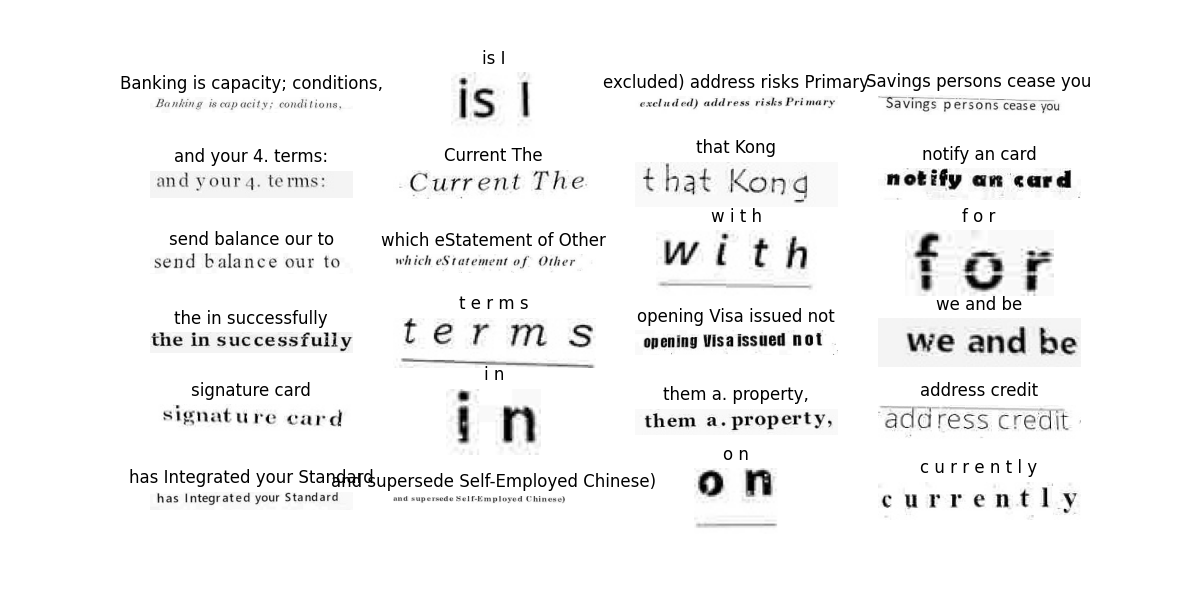 is I
Banking is capacity; conditions,
is I
excluded) address risks Primary
Savings persons cease you
Banking is capacity; conditions,
excluded) address risks Primary
Savings persons cease you
and your 4. terms:
Current The
that Kong
notify an card
and your 4. terms:
Current The
that Kong
notify an card
send balance our to
which eStatement of Other
w i t h
f o r
send balance our to
which eStatement of Other
w i t h
f o r
the in successfully
t e r m s
opening Visa issued not
we and be
the in successfully
t e r m s
opening Visa issued not
we and be
signature card
i n
them a. property,
address credit
signature card
i n
them a. property,
address credit
has Integrated your Standard
and supersede Self-Employed Chinese)
o n
c u r r e n t l y
has Integrated your Standard
and supersede Self-Employed Chinese)
o n
c u r r e n t l y